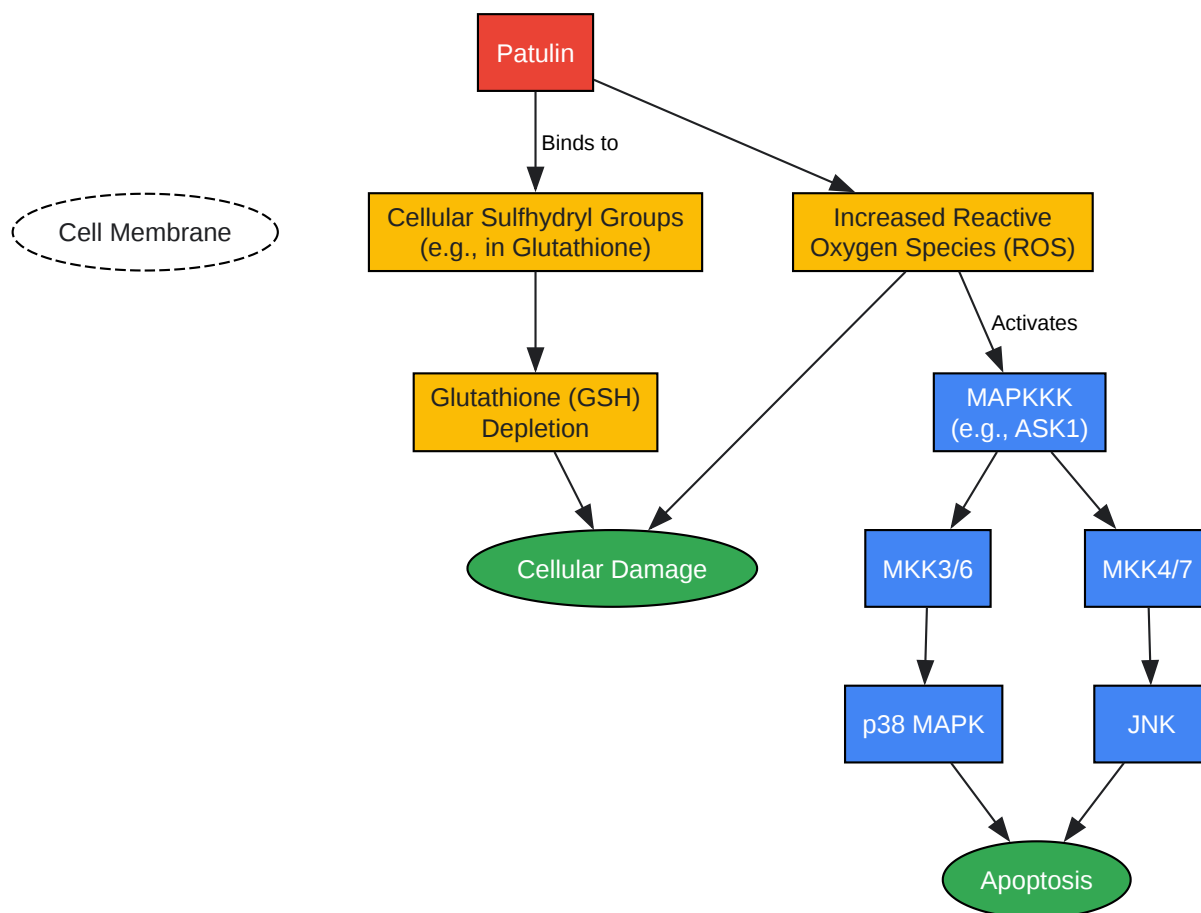 Patulin
Binds to
Cell Membrane
Cellular Sulfhydryl Groups
(e.g., in Glutathione)
Increased Reactive
Oxygen Species (ROS)
Activates
Glutathione (GSH)
Depletion
MAPKKK
(e.g., ASK1)
Cellular Damage
MKK3/6
MKK4/7
p38 MAPK
JNK
Apoptosis